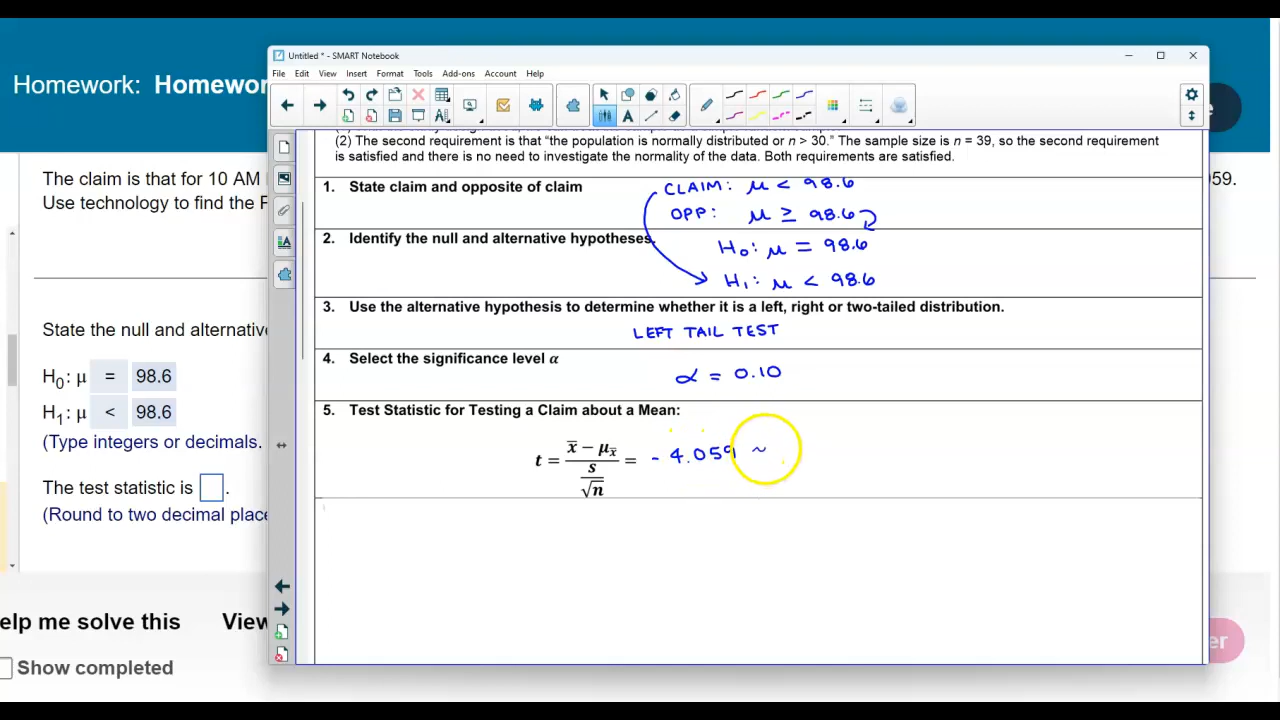 Untitled * - SMART Notebook
File Edit View Insert Format Tools Add-ons Account Help
Homework: Homewor
The claim is that for 10 AM
059.
Use technology to find the P
State the null and alternative
H0: μ = 98.6
H1: μ < 98.6
(Type integers or decimals.
The test statistic is
.
(Round to two decimal place
elp me solve this
View
Show completed
er
(2) The second requirement is that "the population is normally distributed or n > 30." The sample size is n = 39, so the second requirement
is satisfied and there is no need to investigate the normality of the data. Both requirements are satisfied.
1. State claim and opposite of claim
CLAIM: μ < 98.6
OPP: μ ≥ 98.6
2. Identify the null and alternative hypotheses.
H0: μ = 98.6
H1: μ < 98.6
3. Use the alternative hypothesis to determine whether it is a left, right or two-tailed distribution.
LEFT TAIL TEST
4. Select the significance level α
α = 0.10
5. Test Statistic for Testing a Claim about a Mean:
t = (x̄ − μx̄) / (s / √n) = - 4.059 ~